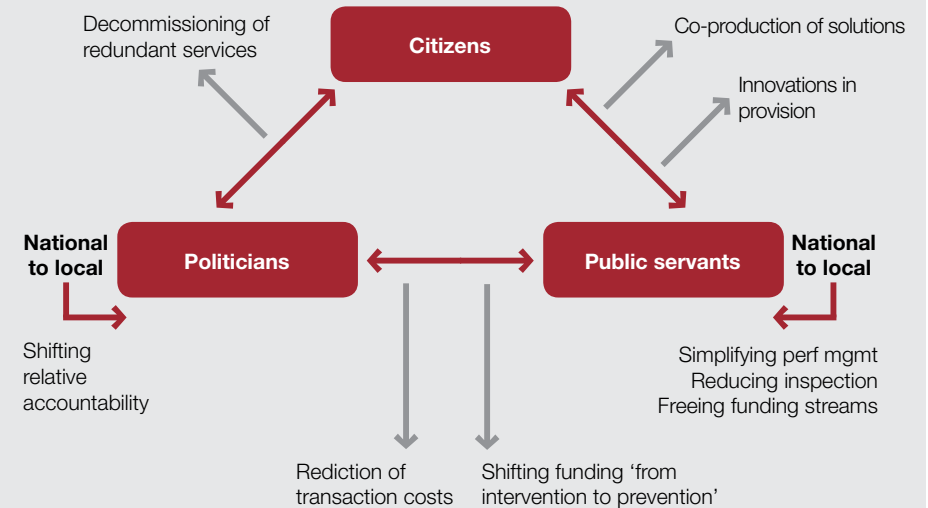 Decommissioning of
redundant services
Citizens
Co-production of solutions
Innovations in
provision
National
to local
Politicians
Public servants
National
to local
Shifting
relative
accountability
Simplifying perf mgmt
Reducing inspection
Freeing funding streams
Rediction of
transaction costs
Shifting funding ‘from
intervention to prevention’